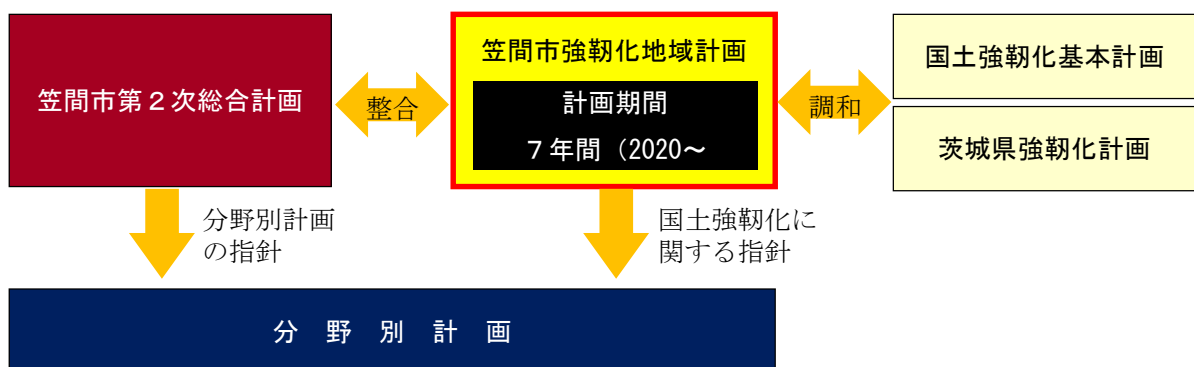 笠間市第２次総合計画
整合
笠間市強靭化地域計画
計画期間
７年間（2020～
調和
国土強靭化基本計画
茨城県強靭化計画
分野別計画
の指針
国土強靭化に
関する指針
分 野 別 計 画